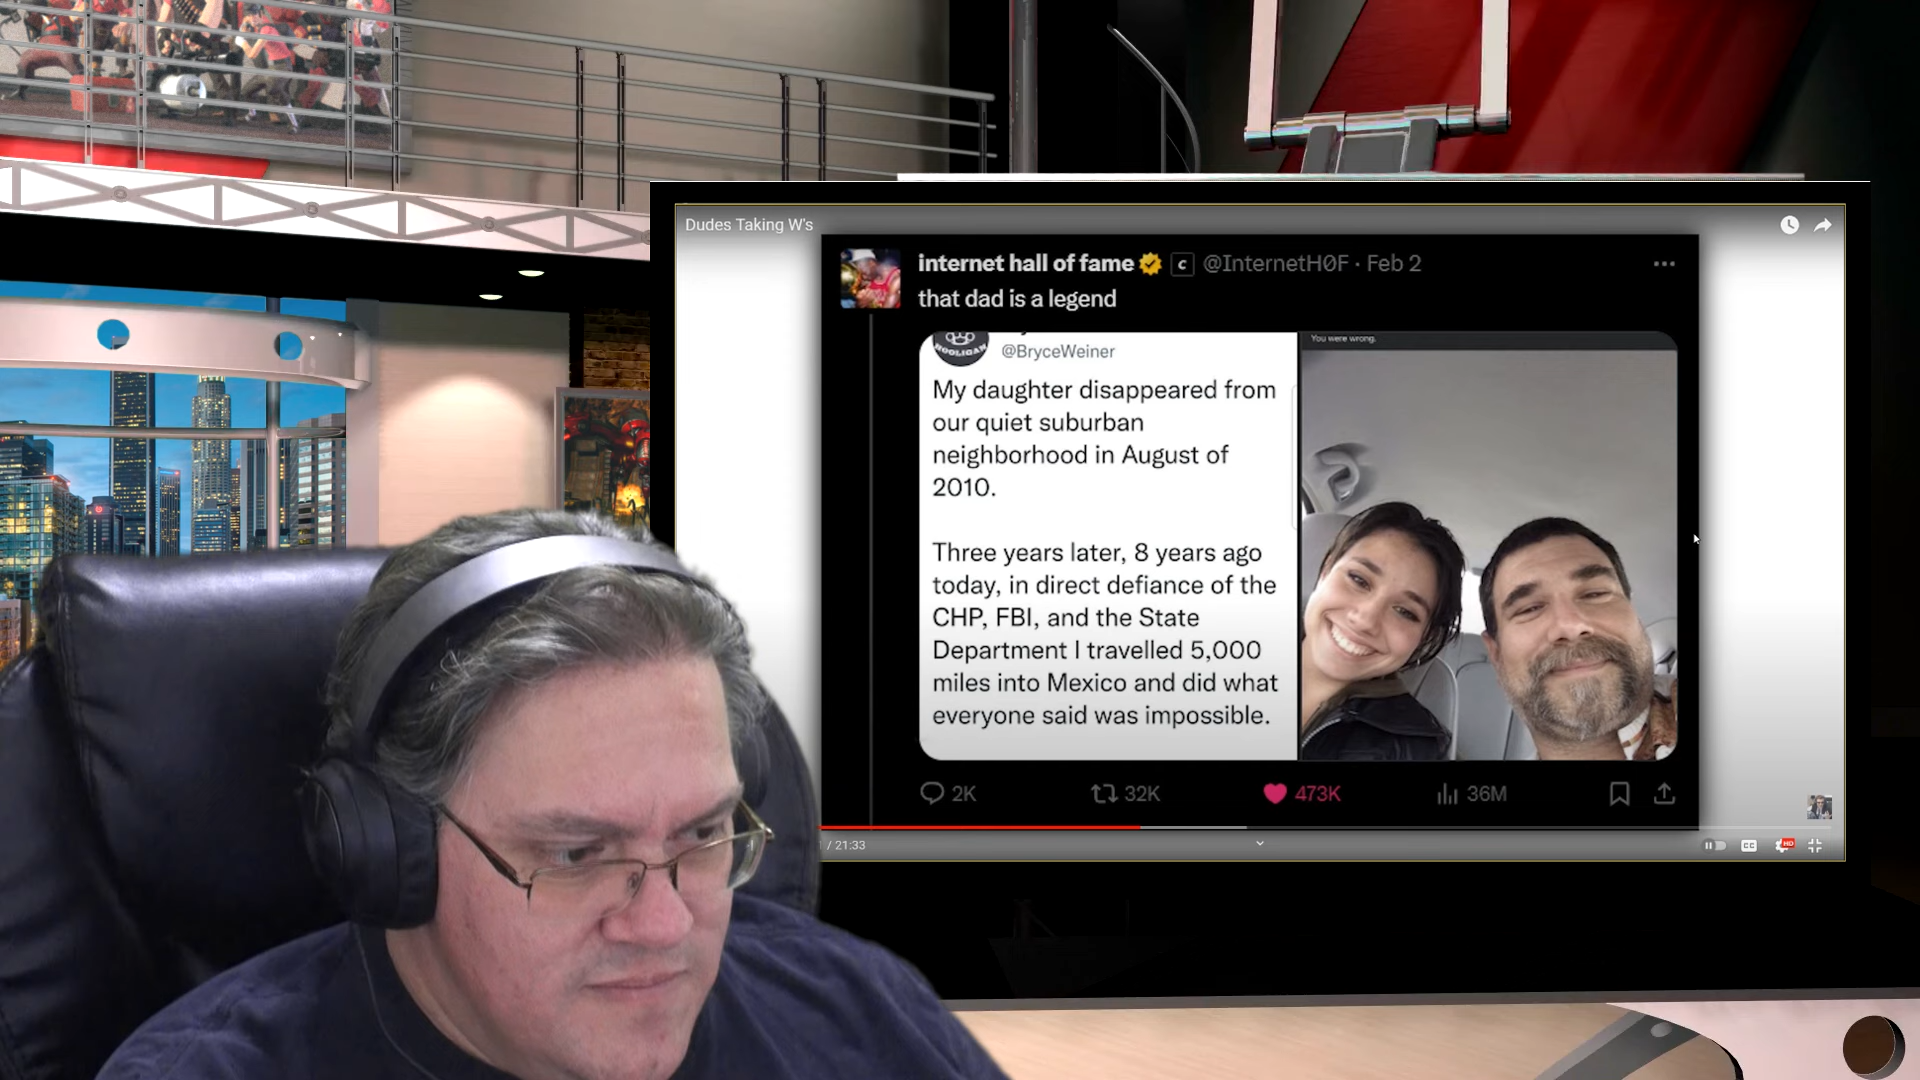 Dudes Taking W's
internet hall of fame c @InternetH0F · Feb 2
that dad is a legend
HOOLIGAN
@BryceWeiner
You were wrong.
My daughter disappeared from
our quiet suburban
neighborhood in August of
2010.
Three years later, 8 years ago
today, in direct defiance of the
CHP, FBI, and the State
Department I travelled 5,000
miles into Mexico and did what
everyone said was impossible.
2K 32K 473K 36M
/ 21:33
CC HD